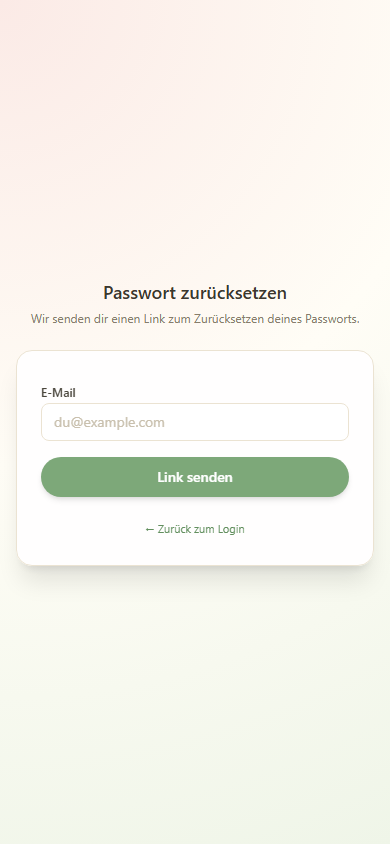 Passwort zurücksetzen
Wir senden dir einen Link zum Zurücksetzen deines Passworts.
E-Mail
du@example.com
Link senden
← Zurück zum Login